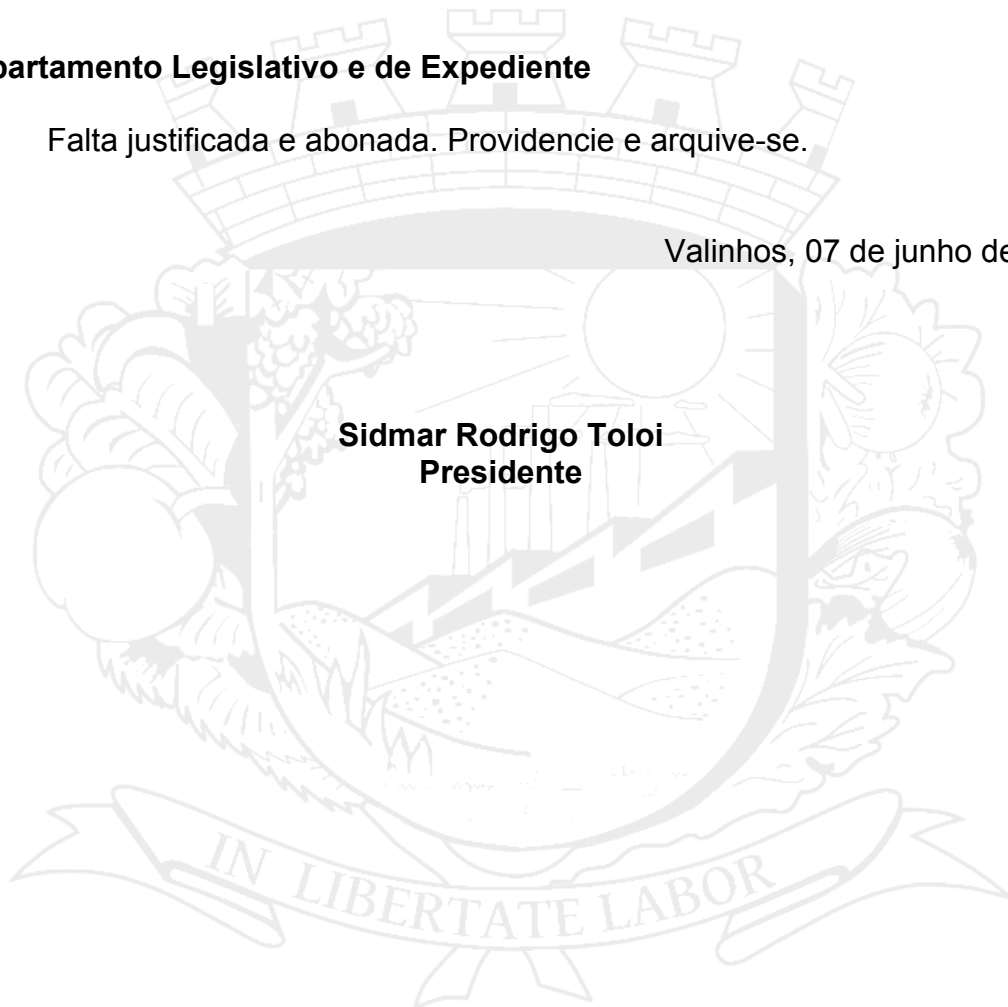 partamento Legislativo e de Expediente
Falta justificada e abonada. Providencie e arquive-se.
Valinhos, 07 de junho de
Sidmar Rodrigo Toloi
Presidente
IN LIBERTATE LABOR